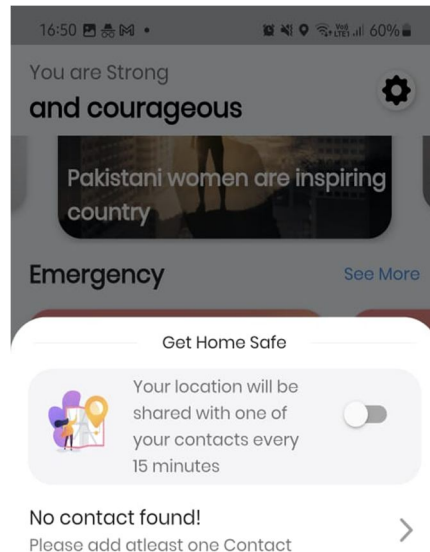 16:50
60%
You are Strong
and courageous
Pakistani women are inspiring
country
Emergency
See More
Get Home Safe
Your location will be
shared with one of
your contacts every
15 minutes
No contact found!
Please add atleast one Contact